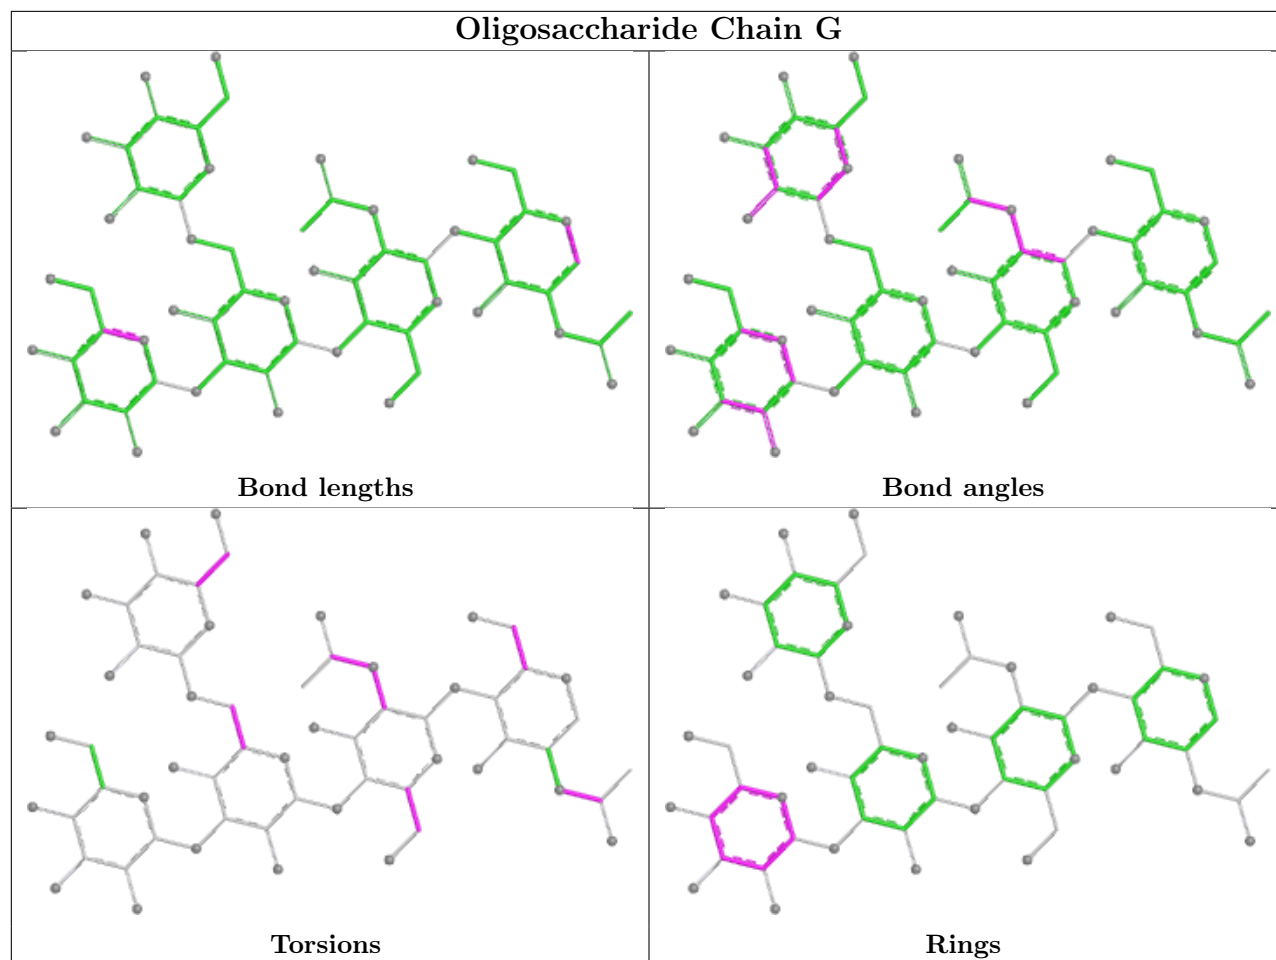 Oligosaccharide Chain G
Bond lengths
Bond angles
Torsions
Rings